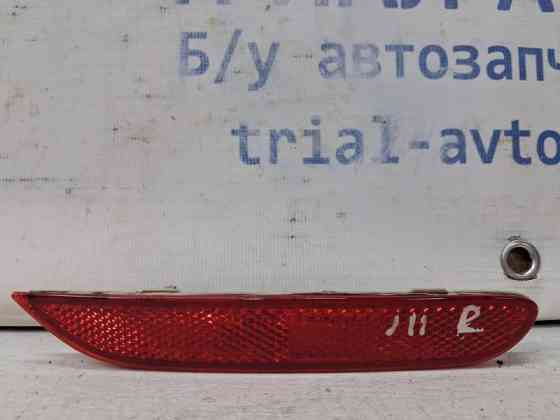 Б/у автозапч
trial-avto
J11 R